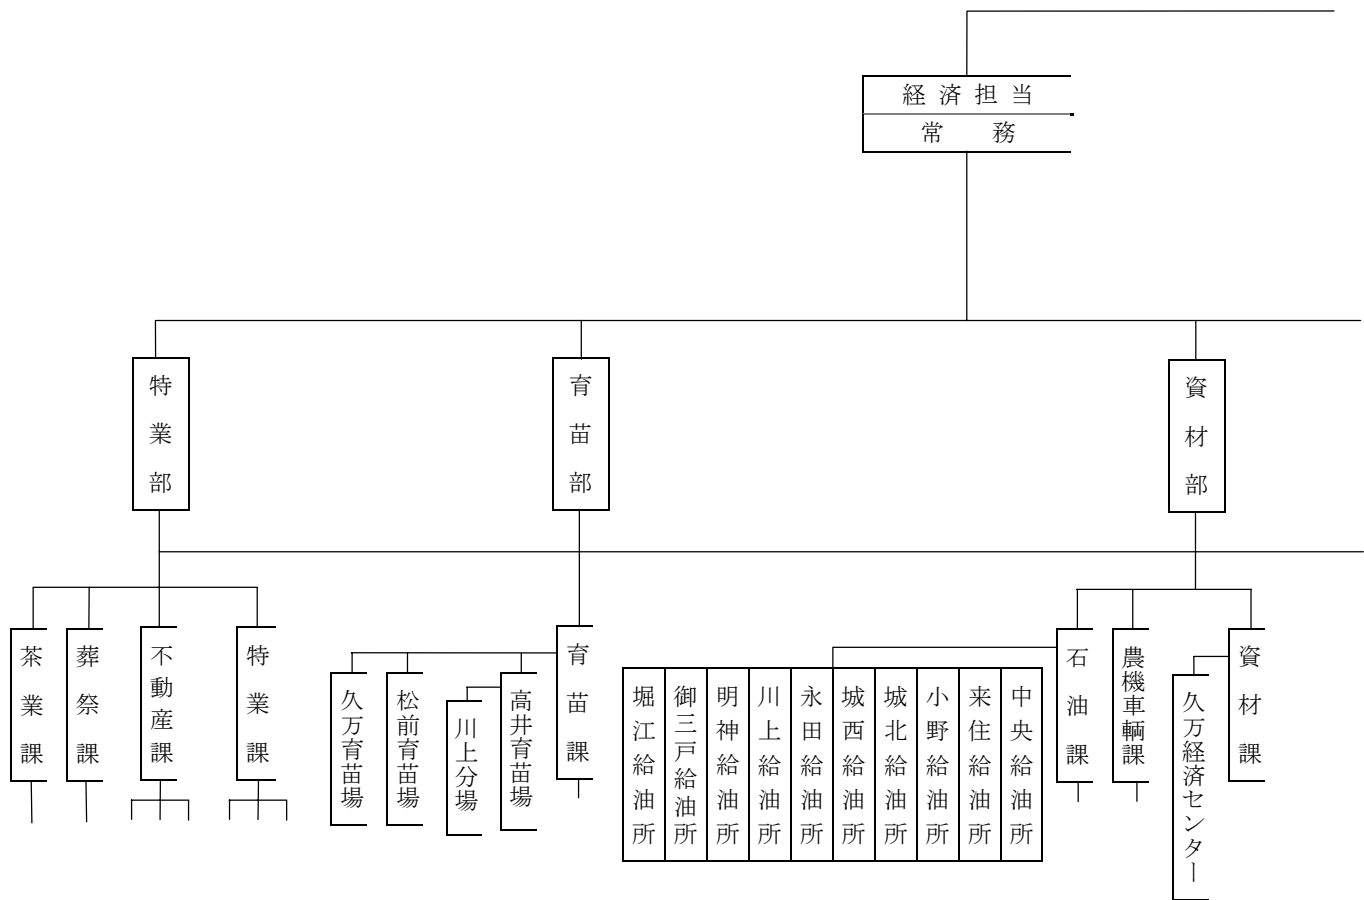 経済担当
常　務
特業部
育苗部
資材部
茶業課
葬祭課
不動産課
特業課
久万育苗場
松前育苗場
川上分場
高井育苗場
育苗課
堀江給油所
御三戸給油所
明神給油所
川上給油所
永田給油所
城西給油所
城北給油所
小野給油所
来住給油所
中央給油所
石油課
農機車輌課
久万経済センター
資材課